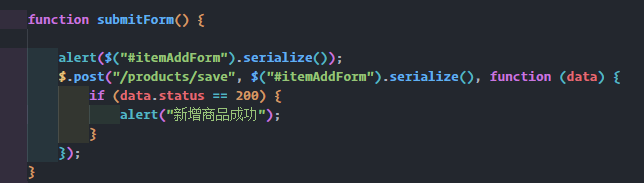 function submitForm() {
alert($("#itemAddForm").serialize());
$.post("/products/save", $("#itemAddForm").serialize(), function (data) {
if (data.status == 200) {
alert("新增商品成功");
}
});
}